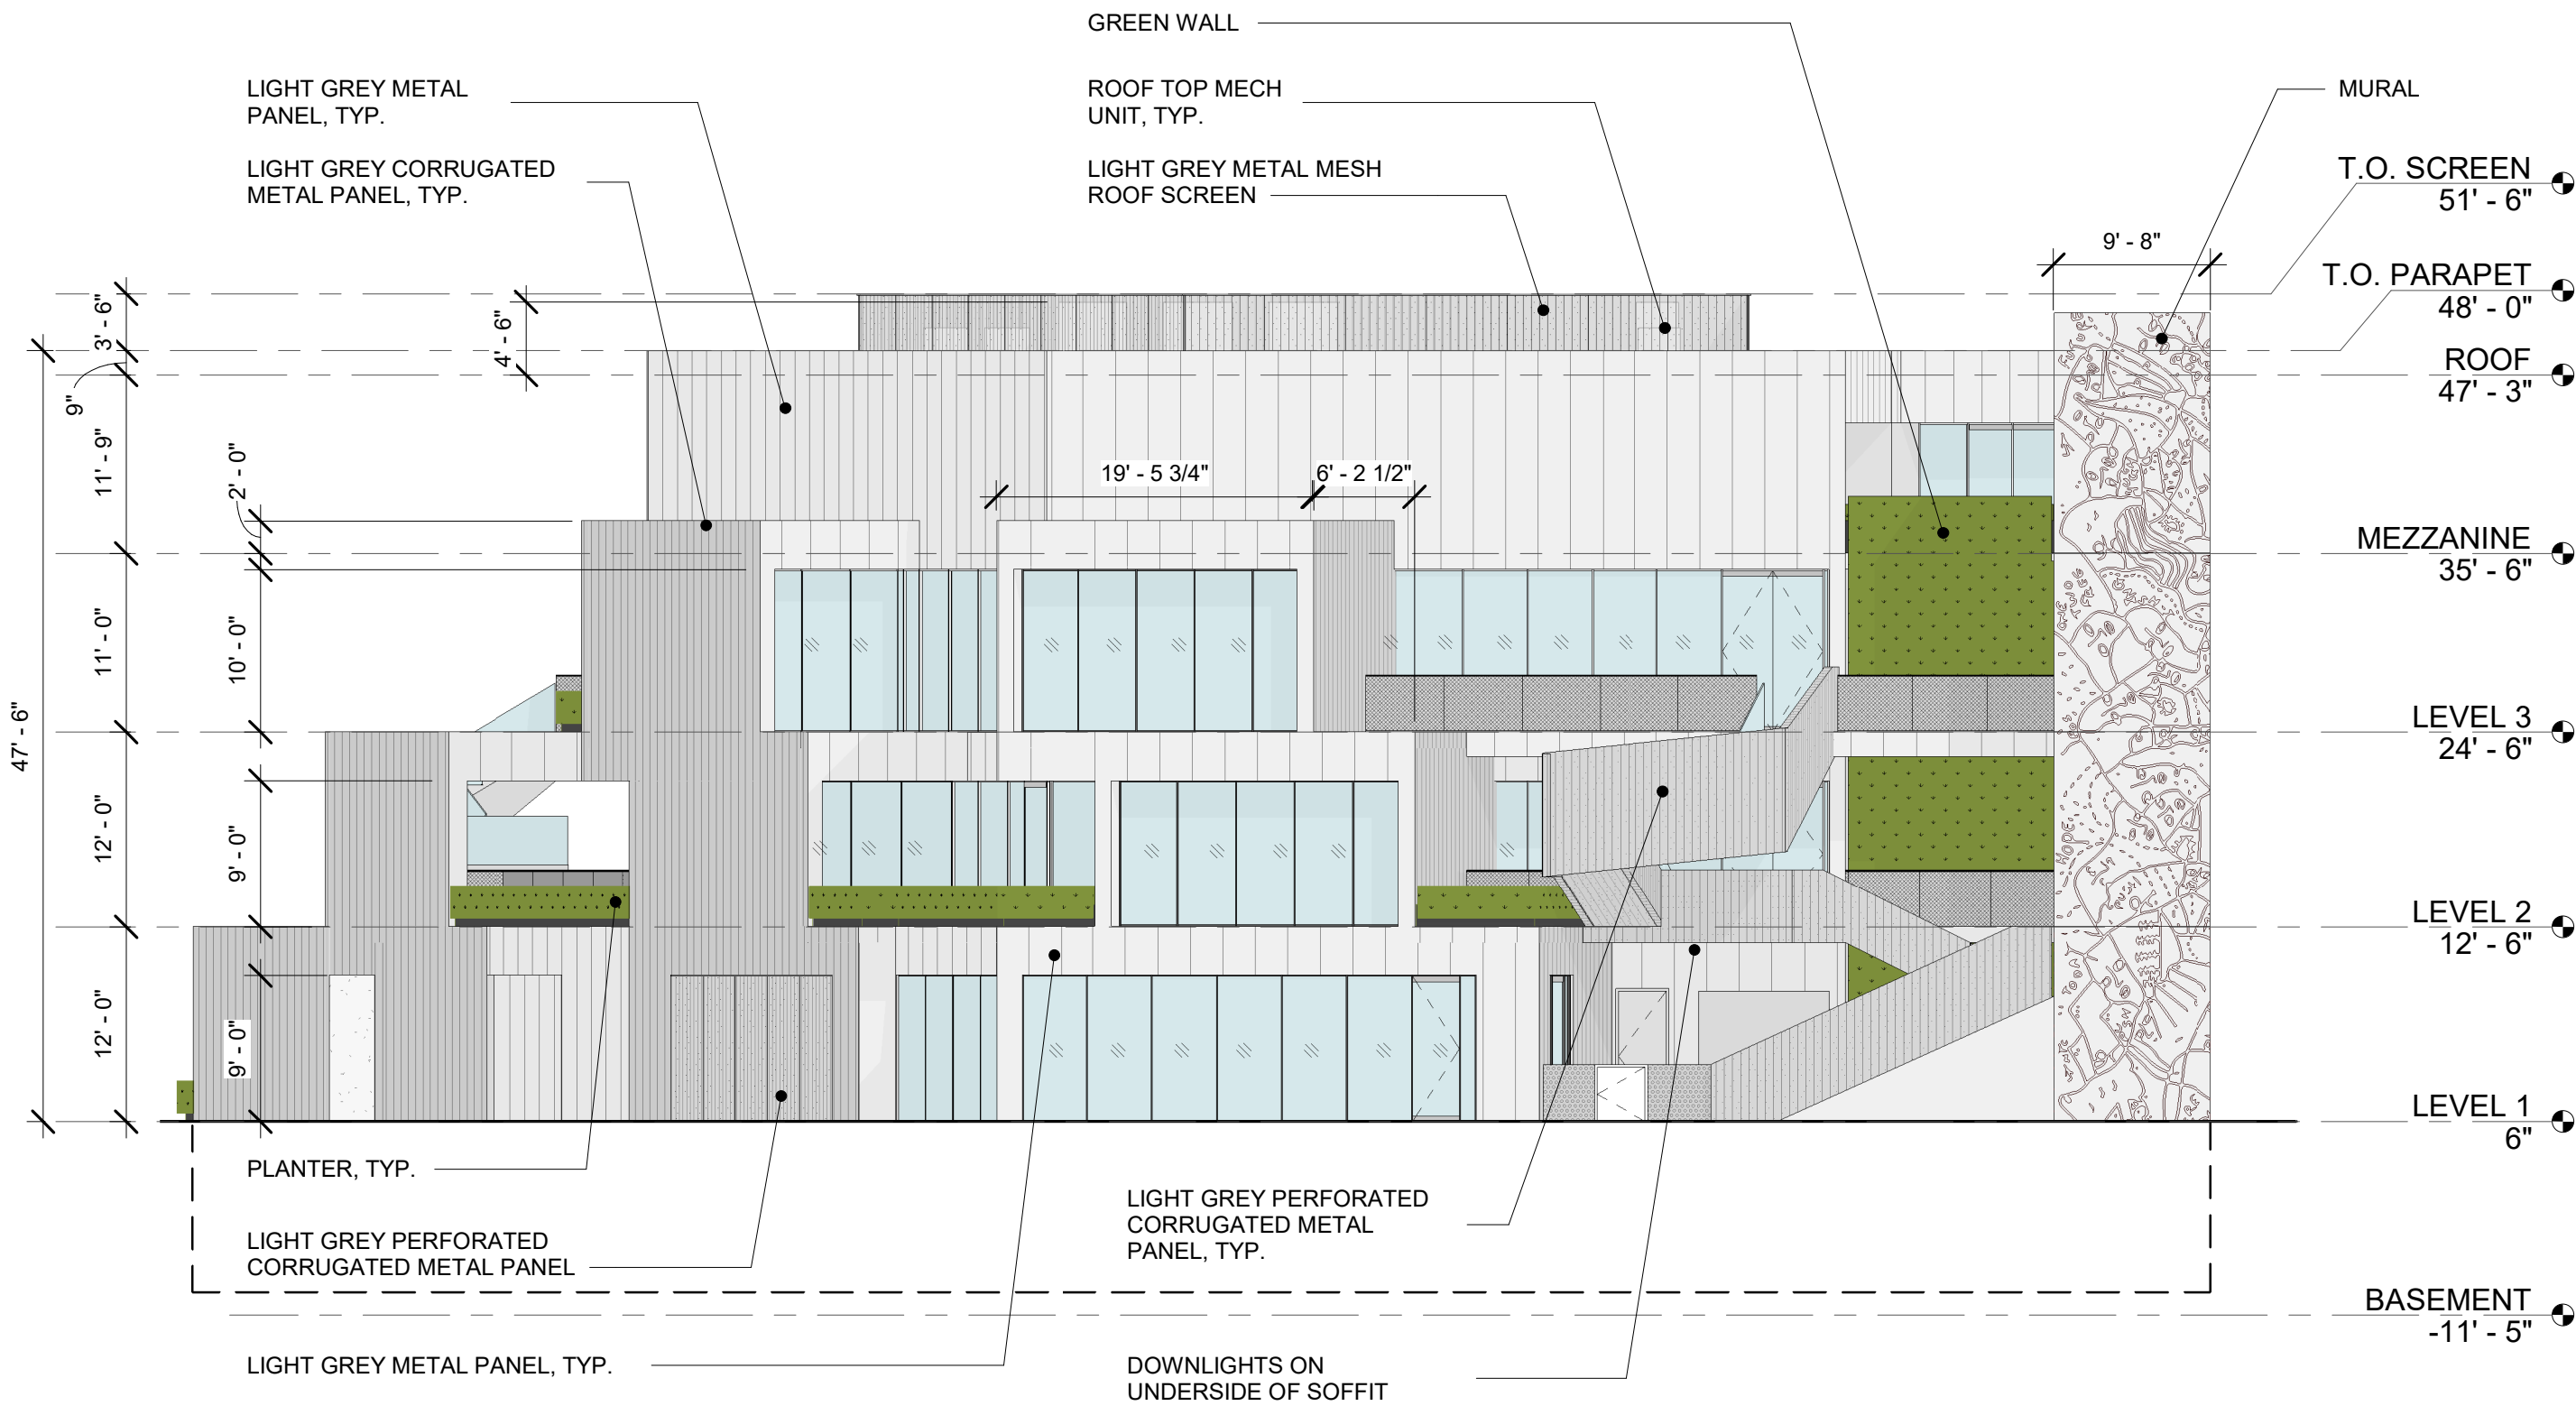 GREEN WALL
LIGHT GREY METAL
PANEL, TYP.
ROOF TOP MECH
UNIT, TYP.
MURAL
LIGHT GREY CORRUGATED
METAL PANEL, TYP.
LIGHT GREY METAL MESH
ROOF SCREEN
T.O. SCREEN
51' - 6"
9' - 8"
T.O. PARAPET
48' - 0"
ROOF
47' - 3"
3' - 6"
4' - 6"
9"
11' - 9"
2' - 0"
19' - 5 3/4"
6' - 2 1/2"
FUTURE
MEZZANINE
35' - 6"
11' - 0"
10' - 0"
47' - 6"
LEVEL 3
24' - 6"
12' - 0"
9' - 0"
HOPE
LEVEL 2
12' - 6"
12' - 0"
9' - 0"
LEVEL 1
6"
PLANTER, TYP.
LIGHT GREY PERFORATED
CORRUGATED METAL PANEL
LIGHT GREY PERFORATED
CORRUGATED METAL
PANEL, TYP.
BASEMENT
-11' - 5"
LIGHT GREY METAL PANEL, TYP.
DOWNLIGHTS ON
UNDERSIDE OF SOFFIT